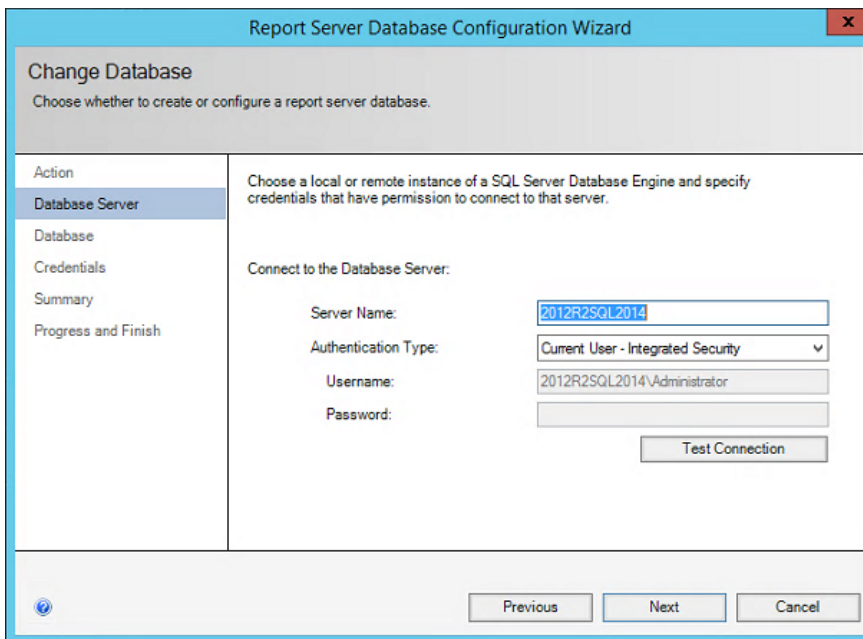 Report Server Database Configuration Wizard
x
Change Database
Choose whether to create or configure a report server database.
Action
Database Server
Database
Credentials
Summary
Progress and Finish
Choose a local or remote instance of a SQL Server Database Engine and specify
credentials that have permission to connect to that server.
Connect to the Database Server:
Server Name: 2012R2SQL2014
Authentication Type: Current User - Integrated Security
Username: 2012R2SQL2014\Administrator
Password:
Test Connection
? Previous Next Cancel